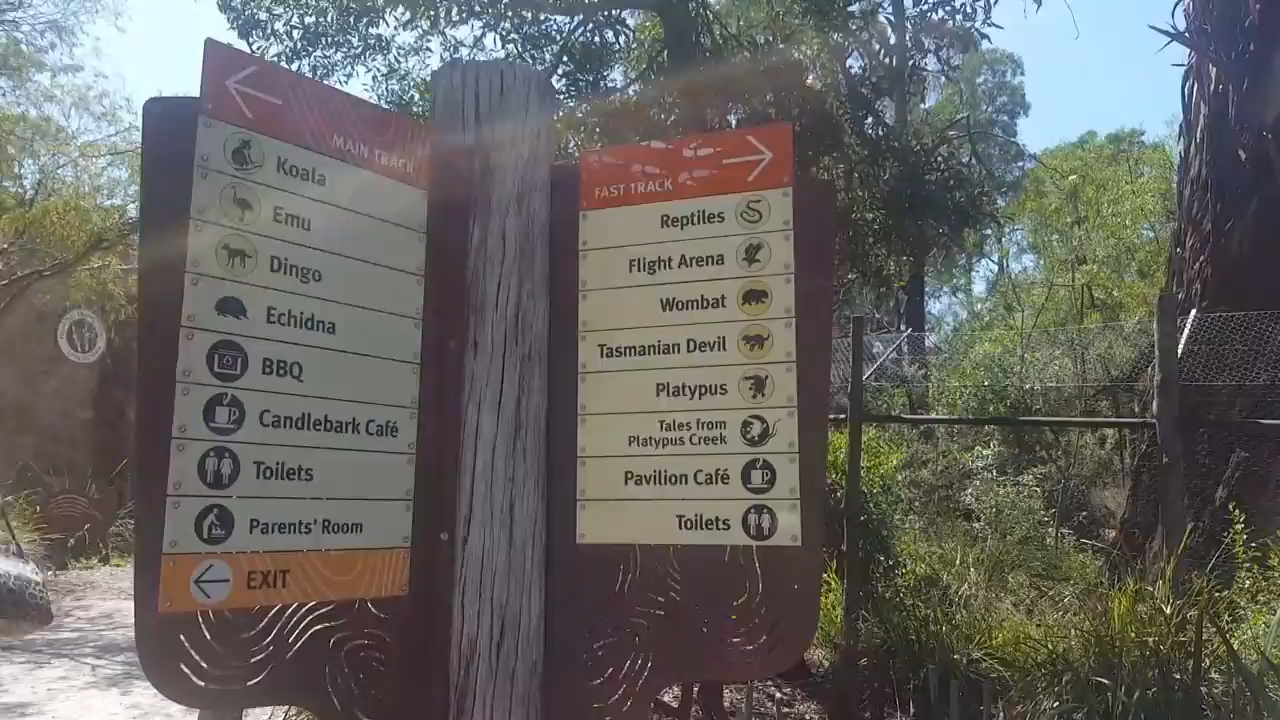 MAIN TRACK
Koala
Emu
Dingo
Echidna
BBQ
Candlebark Café
Toilets
Parents' Room
EXIT
FAST TRACK
Reptiles
Flight Arena
Wombat
Tasmanian Devil
Platypus
Tales from
Platypus Creek
Pavilion Café
Toilets